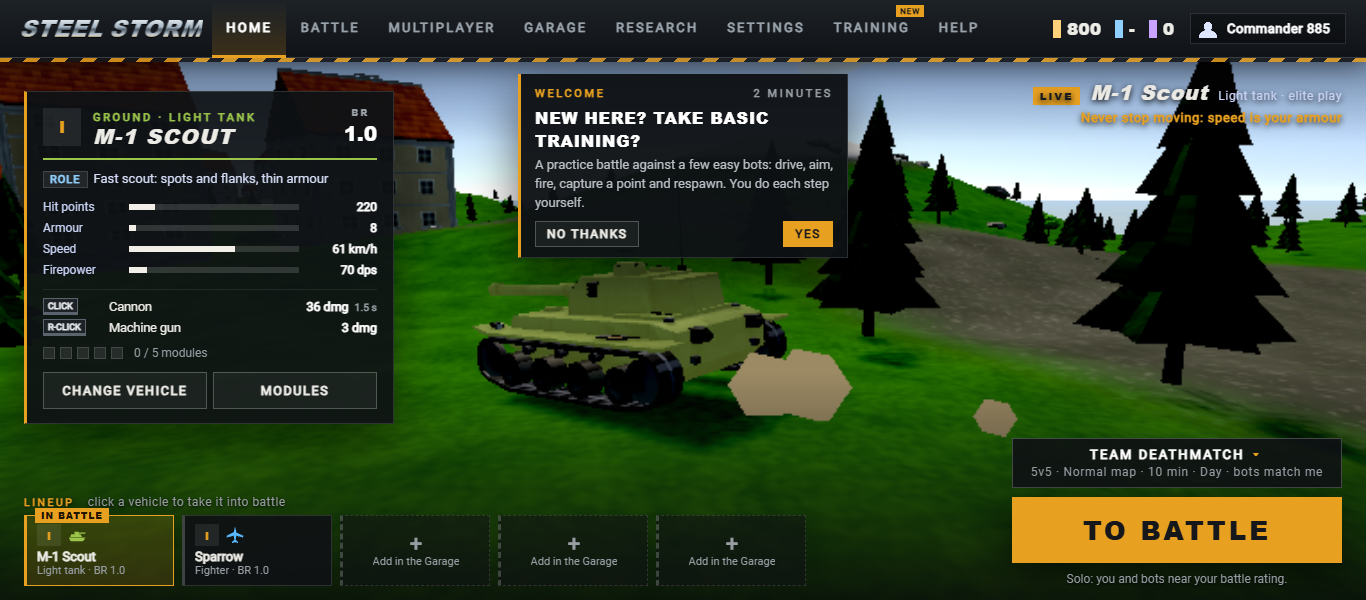 STEEL STORM
HOME
BATTLE
MULTIPLAYER
GARAGE
RESEARCH
SETTINGS
TRAINING
NEW
HELP
800
-
0
Commander 885
I
GROUND · LIGHT TANK
M-1 SCOUT
BR
1.0
ROLE Fast scout: spots and flanks, thin armour
Hit points 220
Armour 8
Speed 61 km/h
Firepower 70 dps
CLICK Cannon 36 dmg 1.5 s
R-CLICK Machine gun 3 dmg
0 / 5 modules
CHANGE VEHICLE
MODULES
WELCOME 2 MINUTES
NEW HERE? TAKE BASIC
TRAINING?
A practice battle against a few easy bots: drive, aim,
fire, capture a point and respawn. You do each step
yourself.
NO THANKS
YES
LIVE M-1 Scout Light tank · elite play
Never stop moving: speed is your armour
LINEUP click a vehicle to take it into battle
IN BATTLE
I
M-1 Scout
Light tank · BR 1.0
I
Sparrow
Fighter · BR 1.0
+
Add in the Garage
+
Add in the Garage
+
Add in the Garage
TEAM DEATHMATCH
5v5 · Normal map · 10 min · Day · bots match me
TO BATTLE
Solo: you and bots near your battle rating.